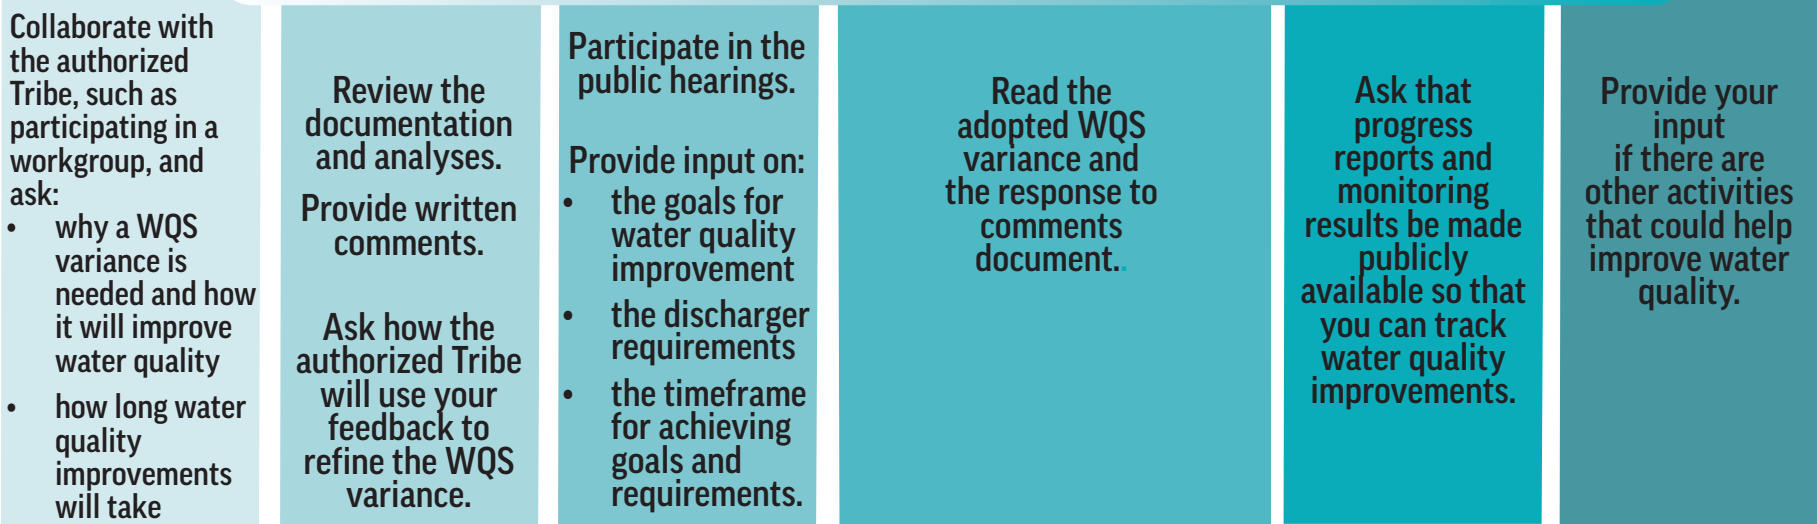 Collaborate with
the authorized
Tribe, such as
participating in a
workgroup, and
ask:
• why a WQS
variance is
needed and how
it will improve
water quality
• how long water
quality
improvements
will take
Review the
documentation
and analyses.
Provide written
comments.
Ask how the
authorized Tribe
will use your
feedback to
refine the WQS
variance.
Participate in the
public hearings.
Provide input on:
• the goals for
water quality
improvement
• the discharger
requirements
• the timeframe
for achieving
goals and
requirements.
Read the
adopted WQS
variance and
the response to
comments
document..
Ask that
progress
reports and
monitoring
results be made
publicly
available so that
you can track
water quality
improvements.
Provide your
input
if there are
other activities
that could help
improve water
quality.